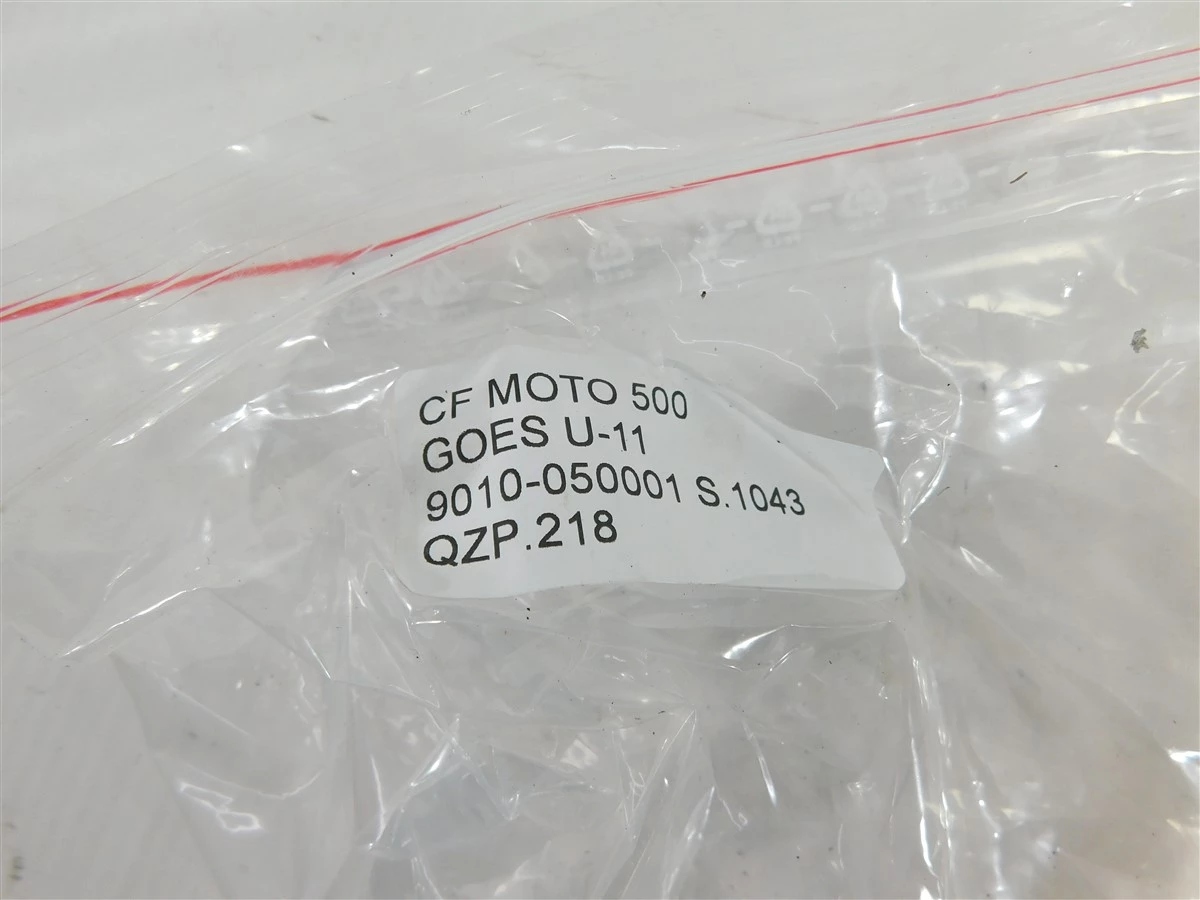 CF MOTO 500
GOES U-11
9010-050001 S.1043
QZP.218